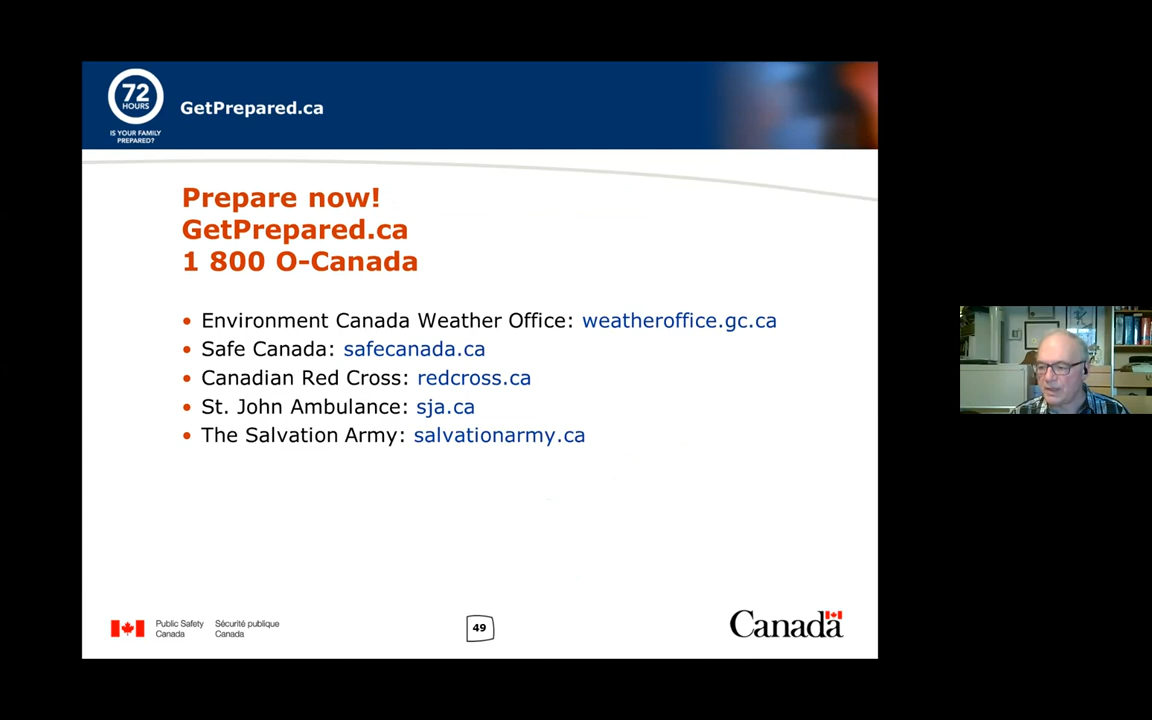 72
HOURS
IS YOUR FAMILY
PREPARED?
GetPrepared.ca
Prepare now!
GetPrepared.ca
1 800 O-Canada
• Environment Canada Weather Office: weatheroffice.gc.ca
• Safe Canada: safecanada.ca
• Canadian Red Cross: redcross.ca
• St. John Ambulance: sja.ca
• The Salvation Army: salvationarmy.ca
Public Safety Sécurité publique
Canada Canada
49
Canada